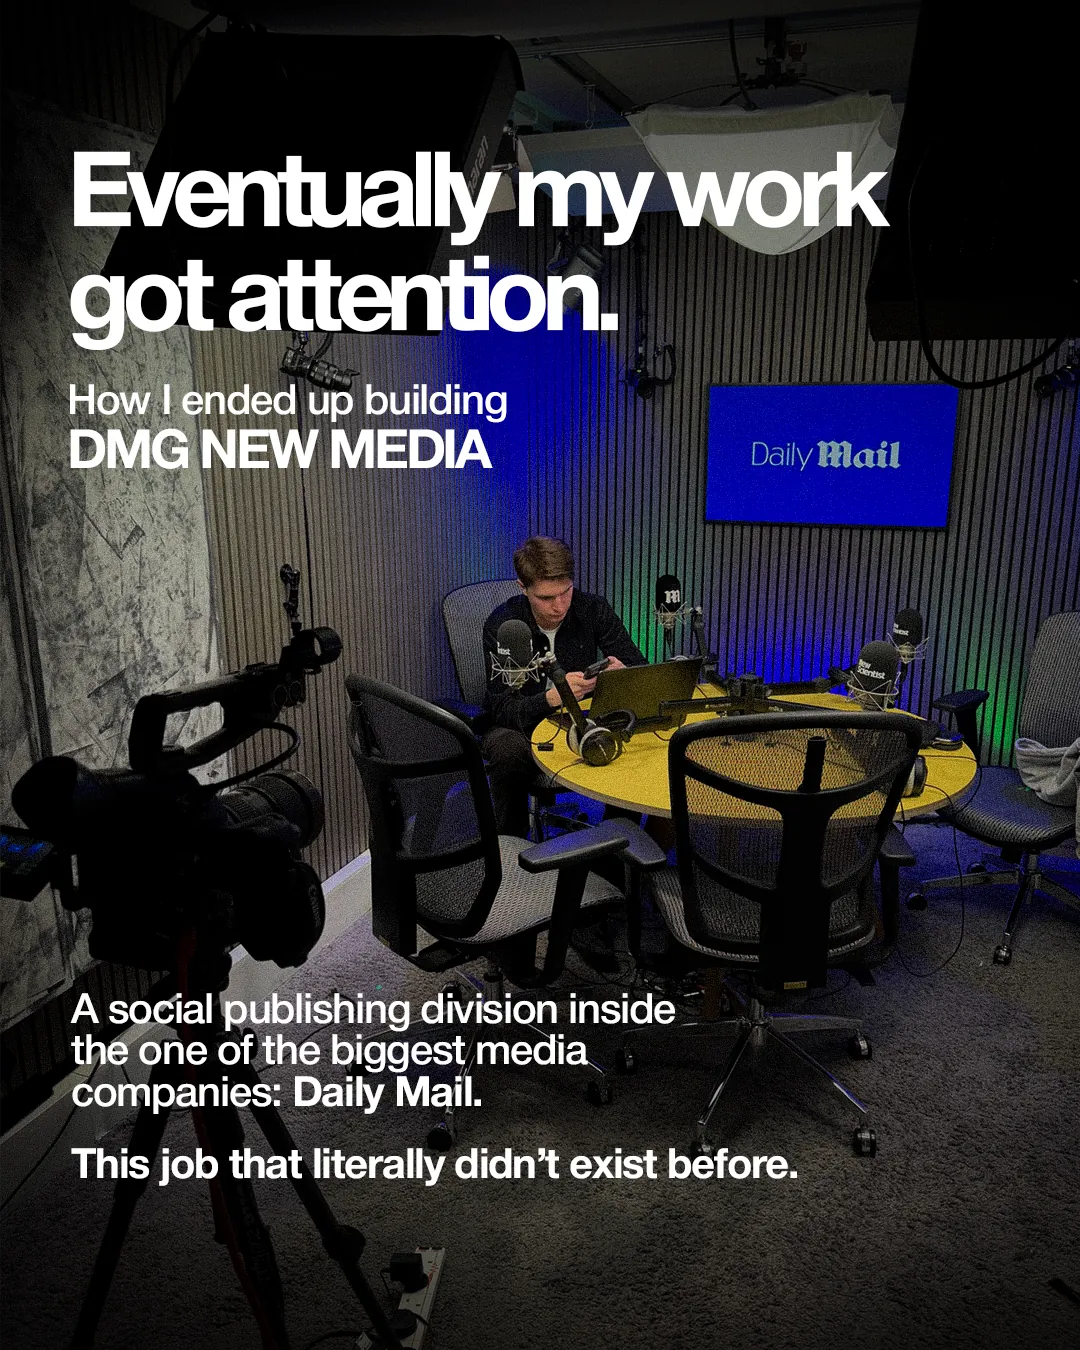 Eventually my work
got attention.
How I ended up building
DMG NEW MEDIA
Daily Mail
A social publishing division inside
the one of the biggest media
companies: Daily Mail.
This job that literally didn't exist before.